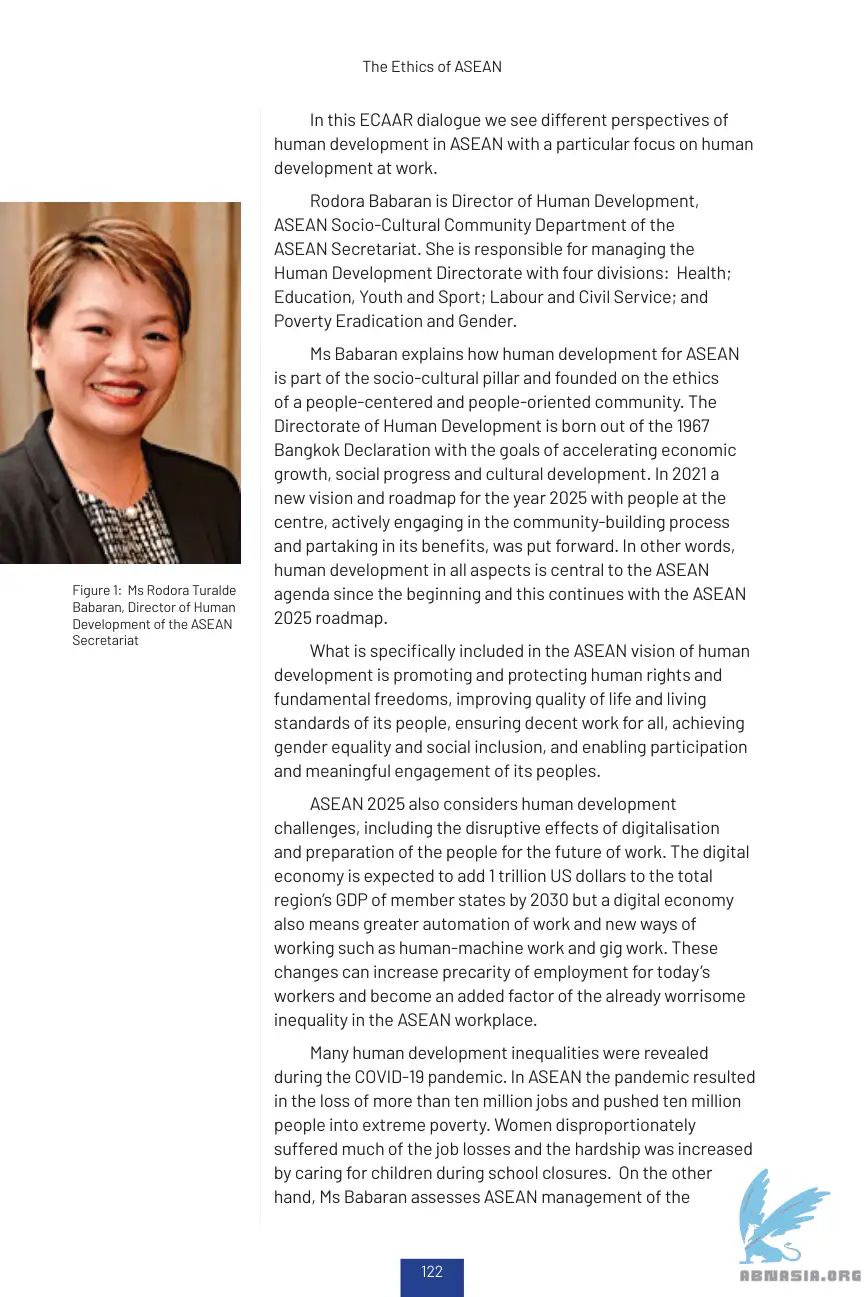 The Ethics of ASEAN
In this ECAAR dialogue we see different perspectives of
human development in ASEAN with a particular focus on human
development at work.
Rodora Babaran is Director of Human Development,
ASEAN Socio-Cultural Community Department of the
ASEAN Secretariat. She is responsible for managing the
Human Development Directorate with four divisions:  Health;
Education, Youth and Sport; Labour and Civil Service; and
Poverty Eradication and Gender.
Ms Babaran explains how human development for ASEAN
is part of the socio-cultural pillar and founded on the ethics
of a people-centered and people-oriented community. The
Directorate of Human Development is born out of the 1967
Bangkok Declaration with the goals of accelerating economic
growth, social progress and cultural development. In 2021 a
new vision and roadmap for the year 2025 with people at the
centre, actively engaging in the community-building process
and partaking in its benefits, was put forward. In other words,
human development in all aspects is central to the ASEAN
agenda since the beginning and this continues with the ASEAN
2025 roadmap.
What is specifically included in the ASEAN vision of human
development is promoting and protecting human rights and
fundamental freedoms, improving quality of life and living
standards of its people, ensuring decent work for all, achieving
gender equality and social inclusion, and enabling participation
and meaningful engagement of its peoples.
ASEAN 2025 also considers human development
challenges, including the disruptive effects of digitalisation
and preparation of the people for the future of work. The digital
economy is expected to add 1 trillion US dollars to the total
region's GDP of member states by 2030 but a digital economy
also means greater automation of work and new ways of
working such as human-machine work and gig work. These
changes can increase precarity of employment for today's
workers and become an added factor of the already worrisome
inequality in the ASEAN workplace.
Many human development inequalities were revealed
during the COVID-19 pandemic. In ASEAN the pandemic resulted
in the loss of more than ten million jobs and pushed ten million
people into extreme poverty. Women disproportionately
suffered much of the job losses and the hardship was increased
by caring for children during school closures.  On the other
hand, Ms Babaran assesses ASEAN management of the
Figure 1:  Ms Rodora Turalde
Babaran, Director of Human
Development of the ASEAN
Secretariat
122
ABNASIA.ORG